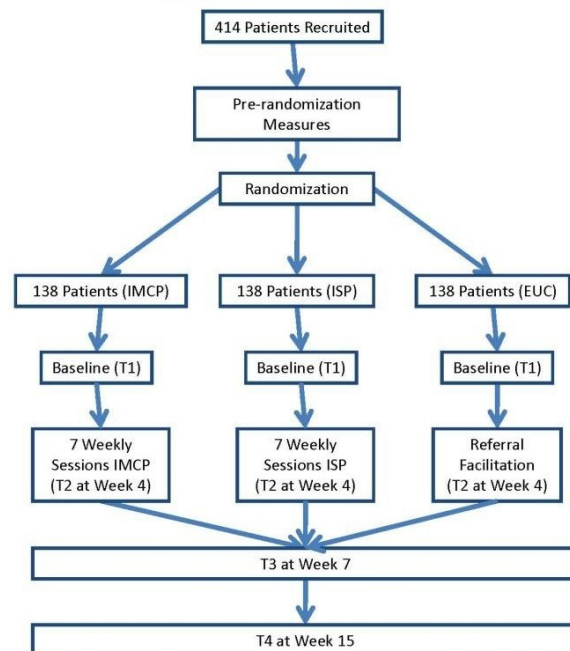 414 Patients Recruited
Pre-randomization
Measures
Randomization
138 Patients (IMCP)
138 Patients (ISP)
138 Patients (EUC)
Baseline (T1)
Baseline (T1)
Baseline (T1)
7 Weekly
Sessions IMCP
(T2 at Week 4)
7 Weekly
Sessions ISP
(T2 at Week 4)
Referral
Facilitation
(T2 at Week 4)
T3 at Week 7
T4 at Week 15